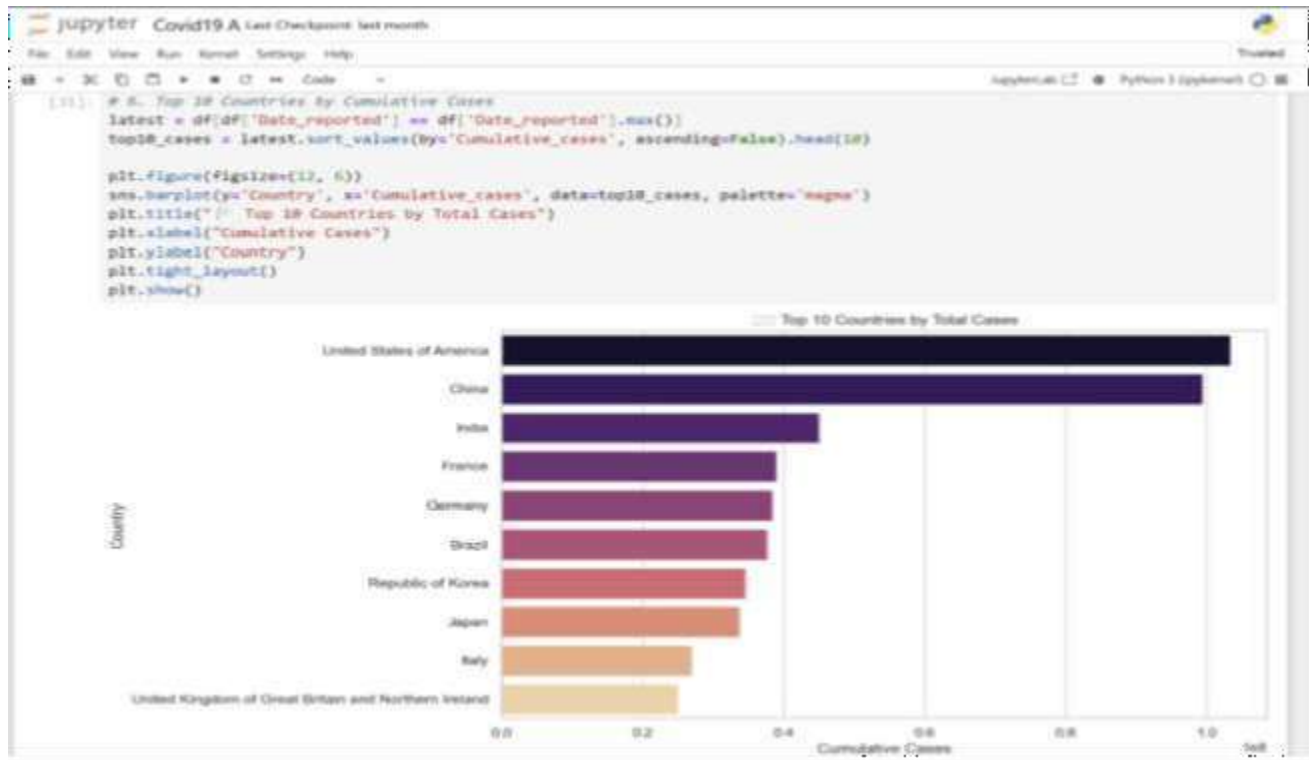 jupyter Covid19 A Last Checkpoint: last month
File Edit View Run Kernel Settings Help Trusted
Code JupyterLab Python 3 (ipykernel)
# 6. Top 10 Countries by Cumulative Cases
latest = df[df['Date_reported'] == df['Date_reported'].max()]
top10_cases = latest.sort_values(by='Cumulative_cases', ascending=False).head(10)
plt.figure(figsize=(12, 6))
sns.barplot(y='Country', x='Cumulative_cases', data=top10_cases, palette='magma')
plt.title(" Top 10 Countries by Total Cases")
plt.xlabel("Cumulative Cases")
plt.ylabel("Country")
plt.tight_layout()
plt.show()
Top 10 Countries by Total Cases
United States of America
China
India
France
Germany
Brazil
Republic of Korea
Japan
Italy
United Kingdom of Great Britain and Northern Ireland
Country
0.0 0.2 0.4 0.6 0.8 1.0
Cumulative Cases 1e8